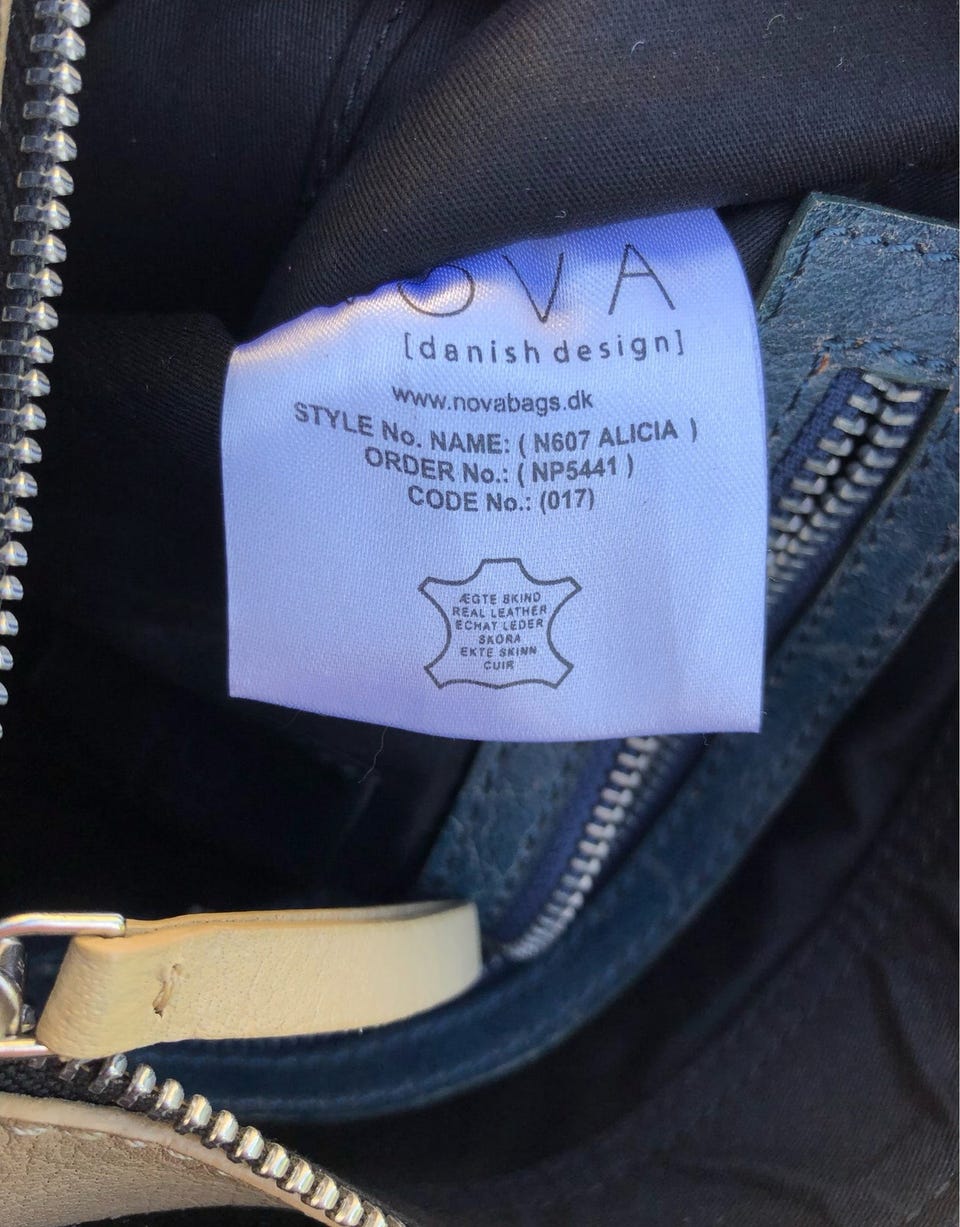 NOVA
[danish design]
www.novabags.dk
STYLE No. NAME: ( N607 ALICIA )
ORDER No.: ( NP5441 )
CODE No.: (017)
ÆGTE SKIND
REAL LEATHER
ECHAT LEDER
SKORA
EKTE SKINN
CUIR